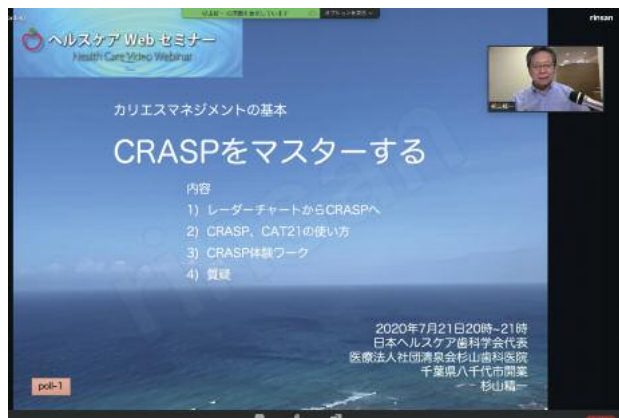 rinsan
ヘルスケア Web セミナー
Health Care Video Webinar
カリエスマネジメントの基本
CRASPをマスターする
内容
1) レーダーチャートからCRASPへ
2) CRASP、CAT21の使い方
3) CRASP体験ワーク
4) 質疑
2020年7月21日20時~21時
日本ヘルスケア歯科学会代表
医療法人社団清泉会杉山歯科医院
千葉県八千代市開業
杉山精一
poll-1